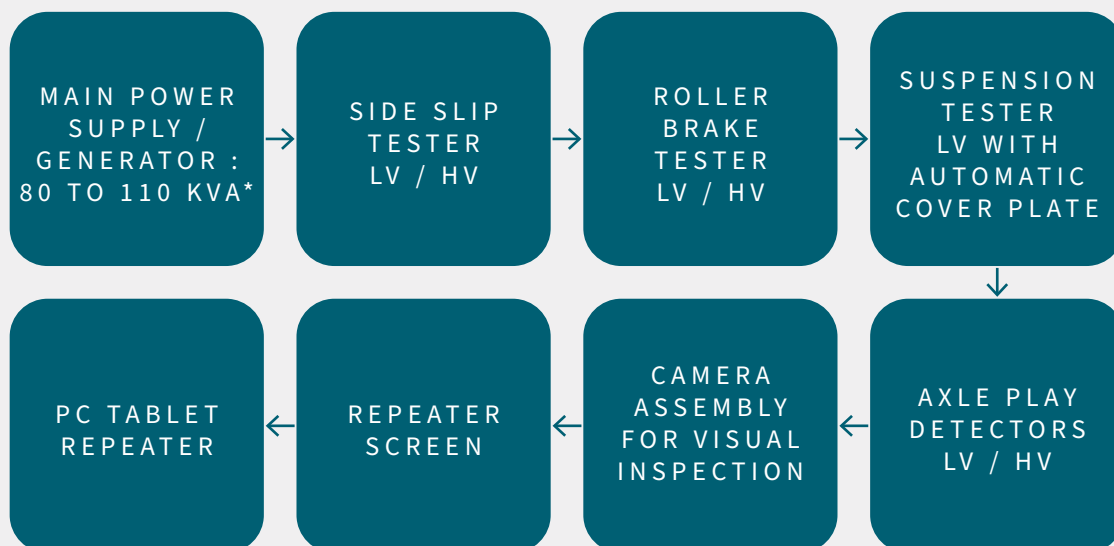 MAIN POWER
SUPPLY /
GENERATOR :
80 TO 110 KVA*
SIDE SLIP
TESTER
LV / HV
ROLLER
BRAKE
TESTER
LV / HV
SUSPENSION
TESTER
LV WITH
AUTOMATIC
COVER PLATE
AXLE PLAY
DETECTORS
LV / HV
CAMERA
ASSEMBLY
FOR VISUAL
INSPECTION
REPEATER
SCREEN
PC TABLET
REPEATER